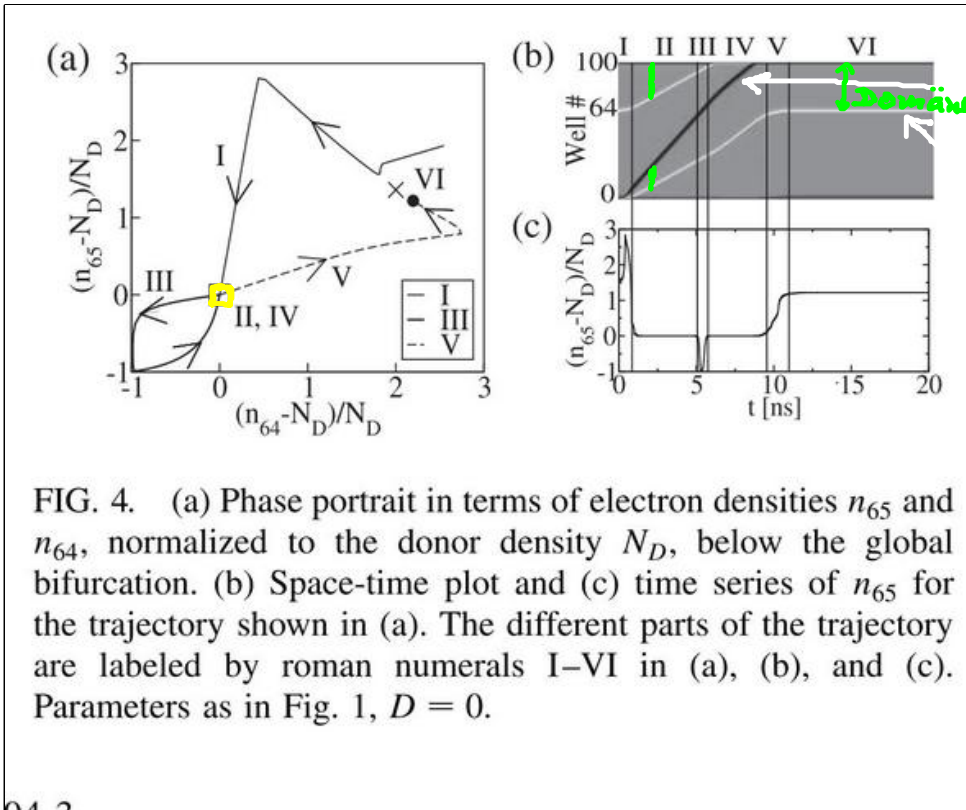 (a)
3
2
1
0
-1
(n65-ND)/ND
I
III
II, IV
V
VI
I
III
V
-1 0 1 2 3
(n64-ND)/ND
(b)
I II III IV V VI
100
64
0
Well #
(c)
3
2
1
0
-1
(n65-ND)/ND
0 5 10 15 20
t [ns]
FIG. 4. (a) Phase portrait in terms of electron densities n65 and
n64, normalized to the donor density ND, below the global
bifurcation. (b) Space-time plot and (c) time series of n65 for
the trajectory shown in (a). The different parts of the trajectory
are labeled by roman numerals I–VI in (a), (b), and (c).
Parameters as in Fig. 1, D = 0.